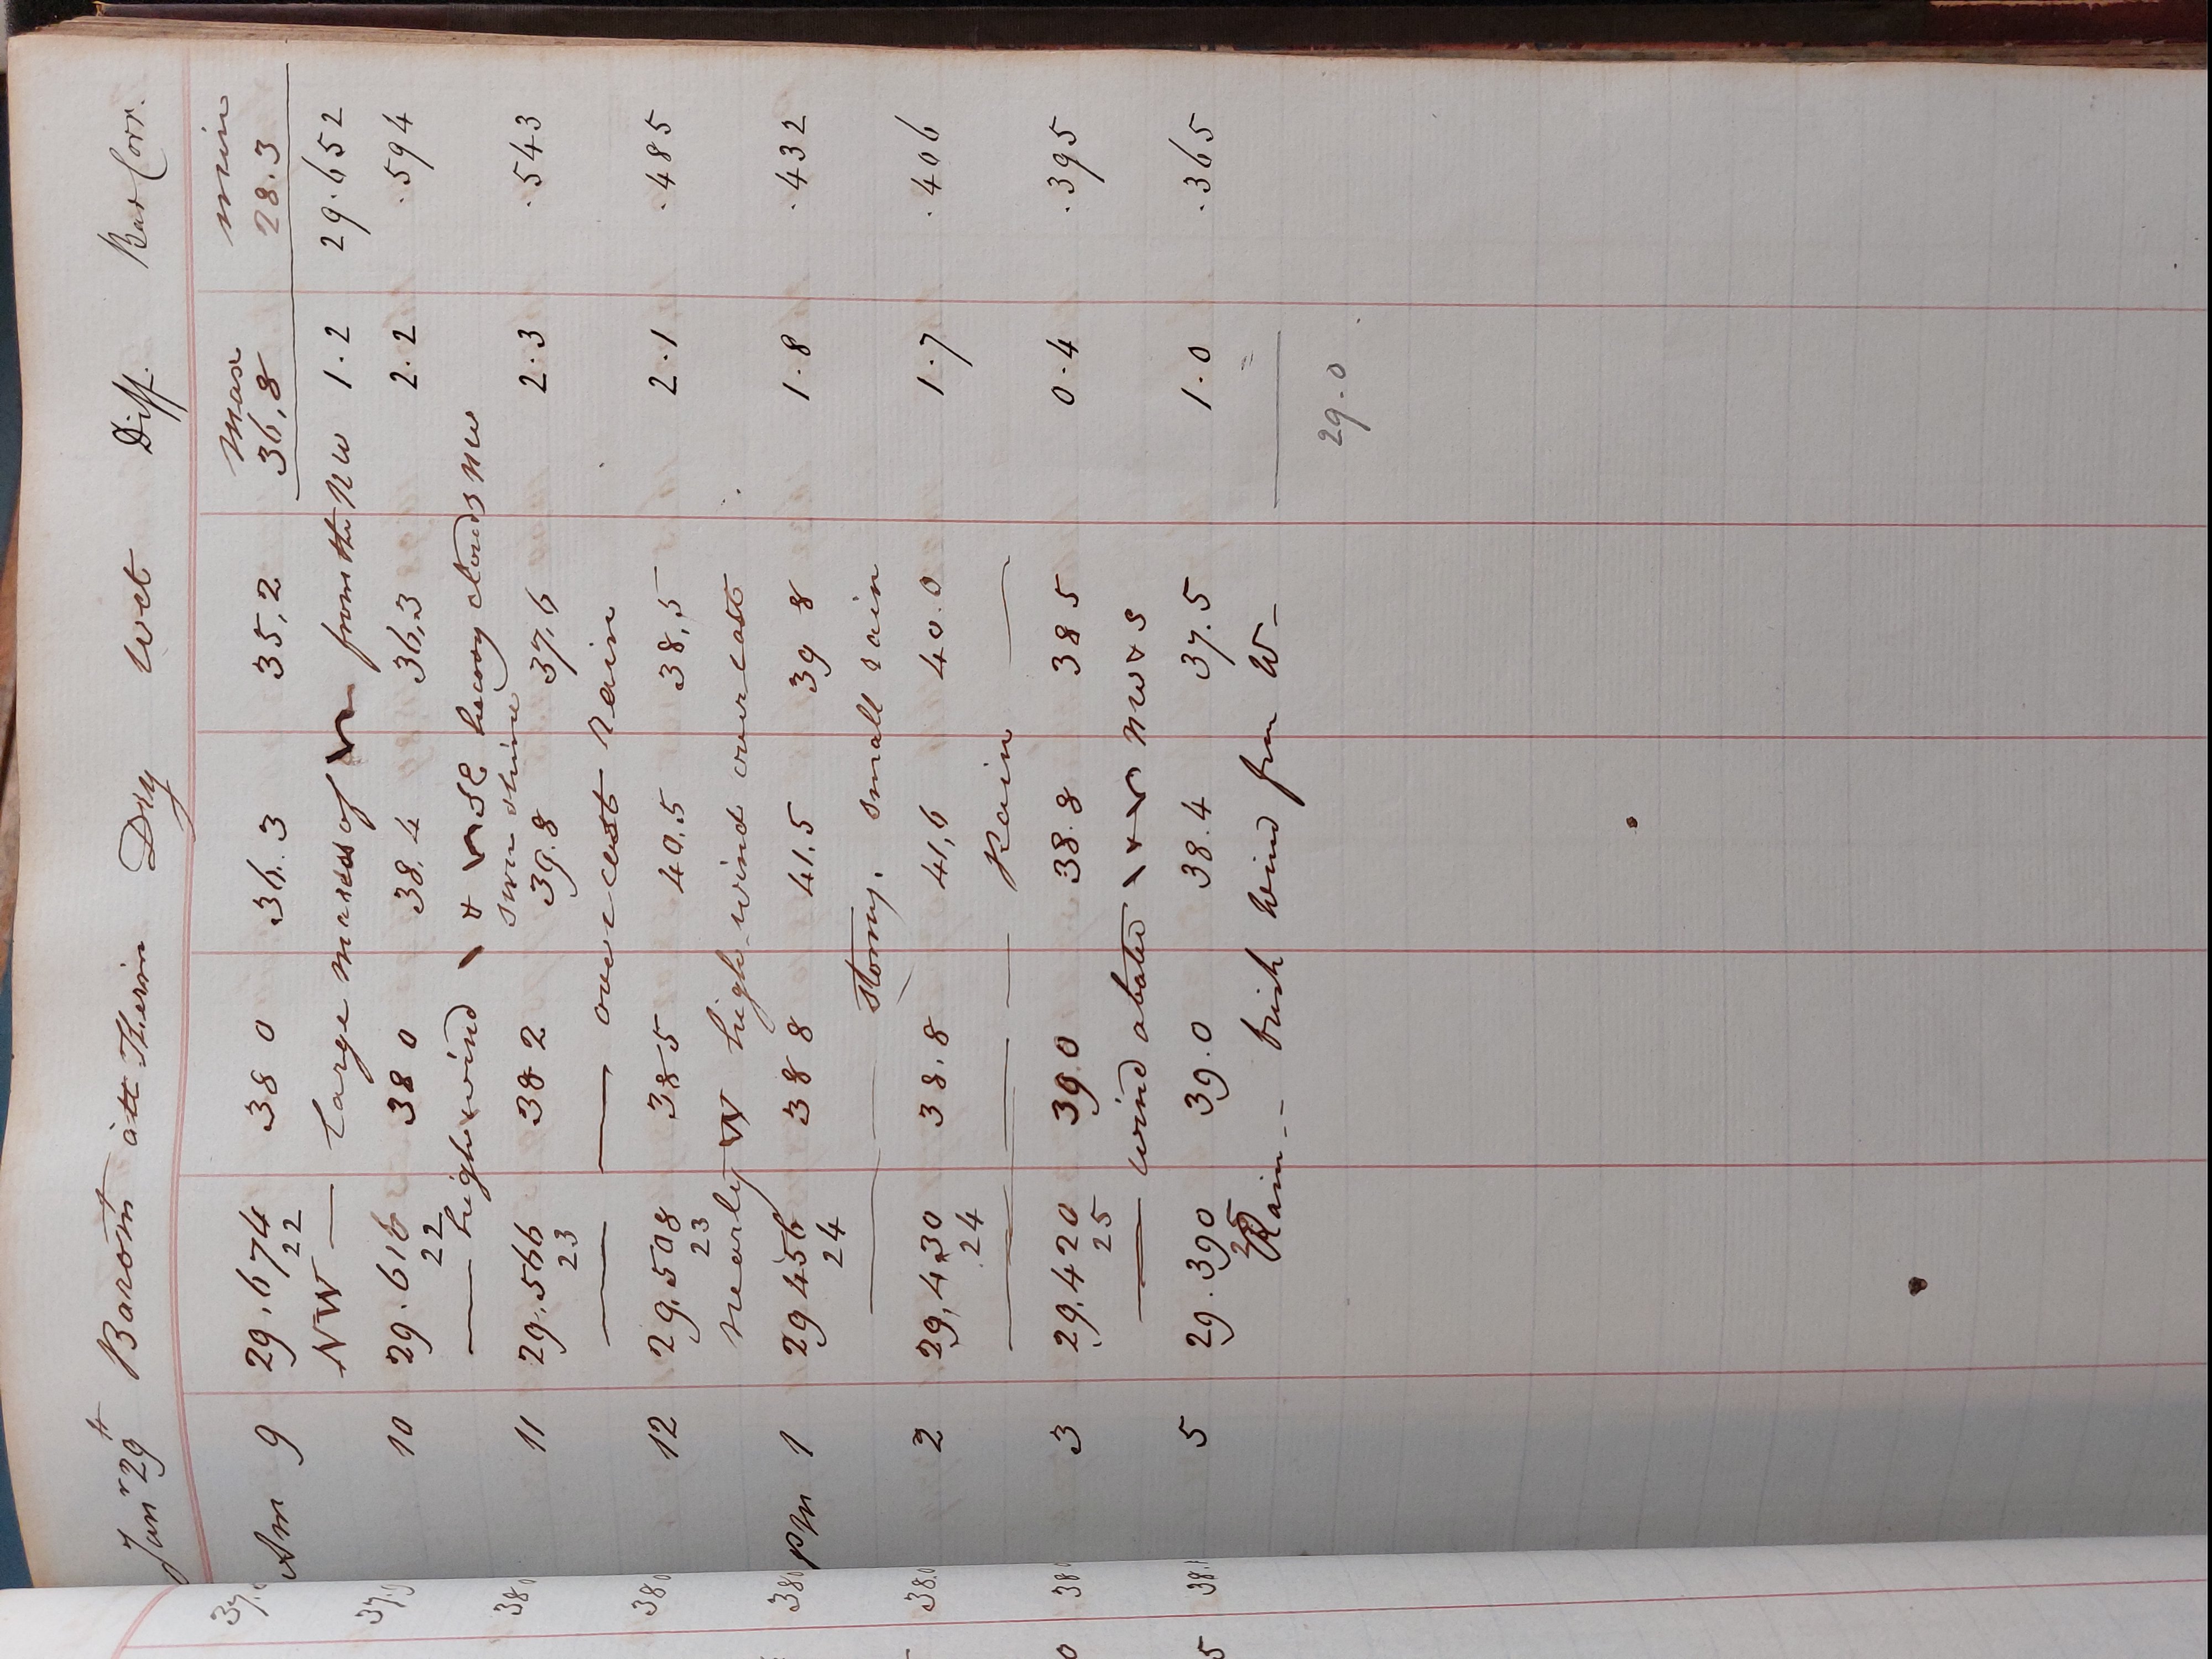 Janr 29th Baromt att Therm Dry Wet Diff. Bar Corr.
max min
Am 9 29.674 38 0 36.3 35,2 36,8 28.3
22
NW — large masses of from the NW 1.2 29.652
10 29.616 38 0 38,4 36,3 2.2 .594
22
— high wind \ & SE heavy clouds NW
sun shine
11 29.566 38 2 39.8 37.6 2.3 .543
23
— — overcast rain
12 29.508 38 5 40.5 38,5 2.1 .485
23
nearly W high wind overcast
Pm 1 29 456 38 8 41.5 39 8 1.8 .432
24
— — stormy. small rain
2 29,430 38.8 41,6 40.0 1.7 .406
24
— — — Rain —
3 29.420 39.0 38.8 38 5 0.4 .395
25
— wind abated \ + NW & S
5 29.390 39.0 38.4 37.5 1.0 .365
25
Rain -- brisk wind from W -
29.0
37.
37.9
38 0
38 0
38
38.0
0 38
5 38.